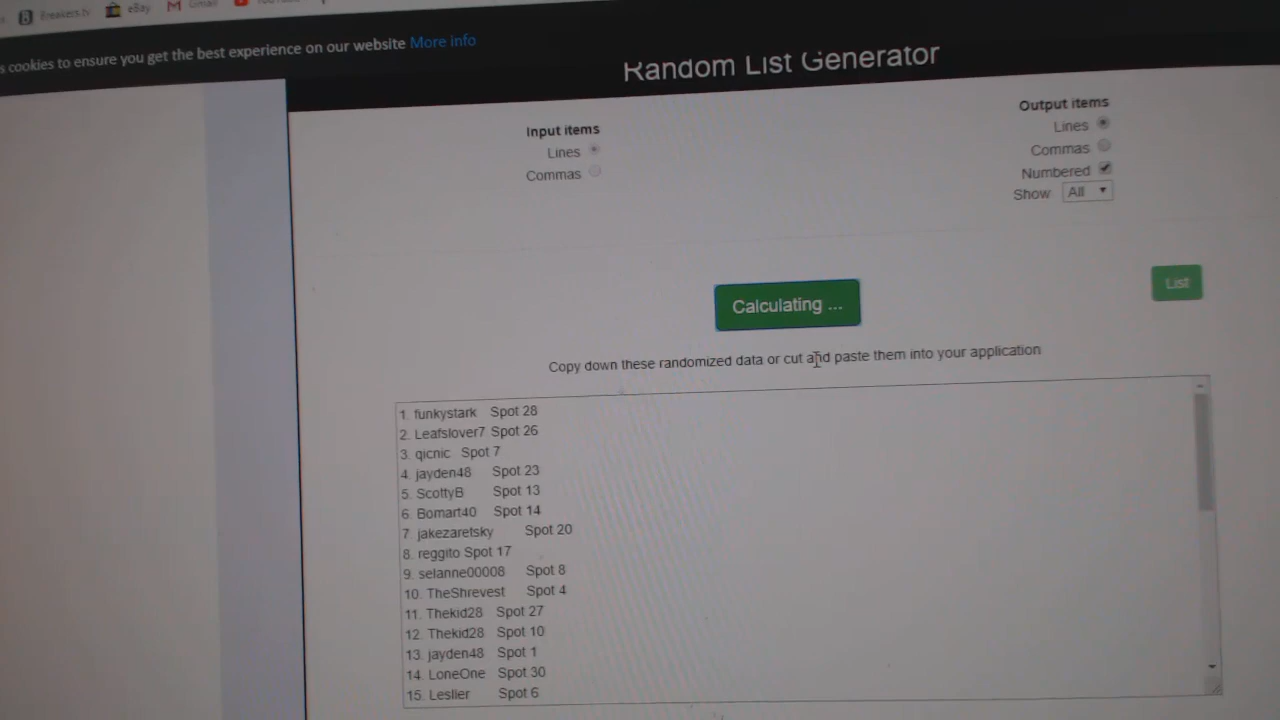 Breakers.tv eBay Gmail
s cookies to ensure you get the best experience on our website More info
Random List Generator
Input items
Lines
Commas
Output items
Lines
Commas
Numbered
Show All
Calculating ...
List
Copy down these randomized data or cut and paste them into your application
1. funkystark Spot 28
2. Leafslover7 Spot 26
3. qicnic Spot 7
4. jayden48 Spot 23
5. ScottyB Spot 13
6. Bomart40 Spot 14
7. jakezaretsky Spot 20
8. reggito Spot 17
9. selanne00008 Spot 8
10. TheShrevest Spot 4
11. Thekid28 Spot 27
12. Thekid28 Spot 10
13. jayden48 Spot 1
14. LoneOne Spot 30
15. Leslier Spot 6